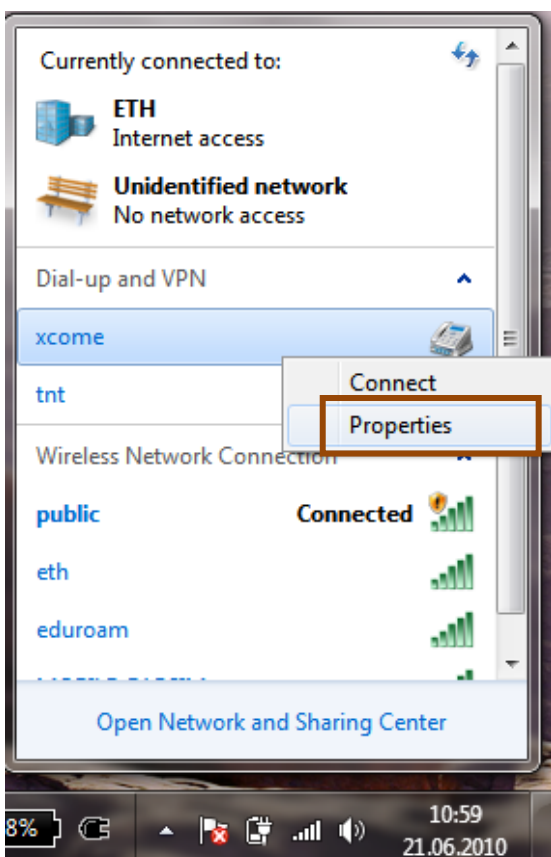 Currently connected to:
ETH
Internet access
Unidentified network
No network access
Dial-up and VPN
xcome
Connect
tnt
Properties
Wireless Network Connection
public Connected
eth
eduroam
Open Network and Sharing Center
8%
10:59
21.06.2010